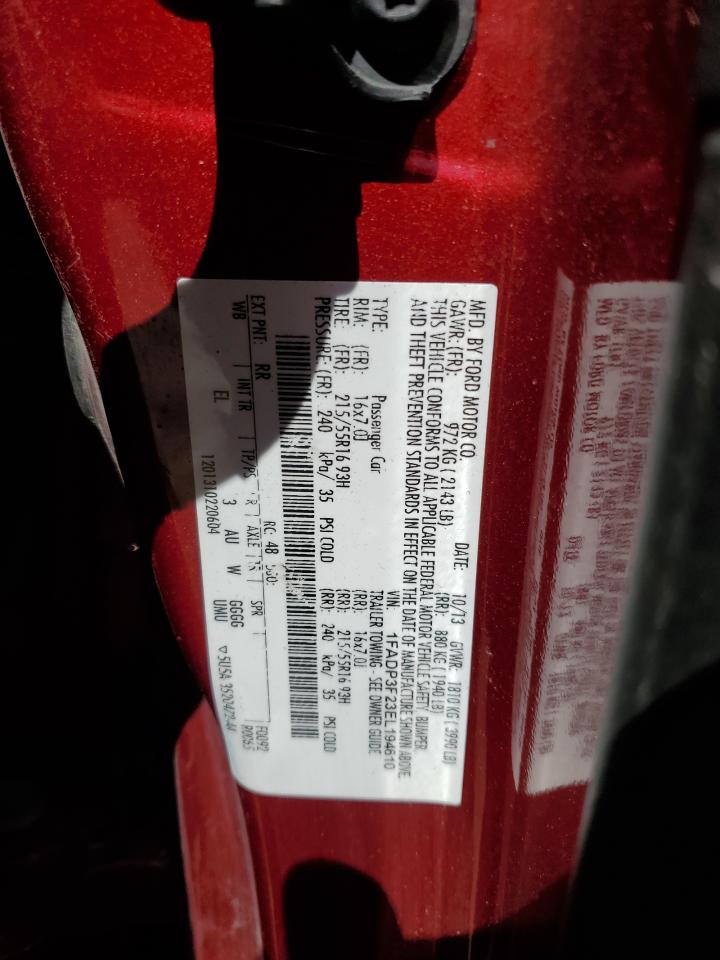 MFD. BY FORD MOTOR CO.
DATE: 10/13 GVWR: 1810 KG ( 3990 LB)
GAWR: (FR): 972 KG ( 2143 LB) (RR): 880 KG ( 1940 LB)
THIS VEHICLE CONFORMS TO ALL APPLICABLE FEDERAL MOTOR VEHICLE SAFETY, BUMPER,
AND THEFT PREVENTION STANDARDS IN EFFECT ON THE DATE OF MANUFACTURE SHOWN ABOVE.
VIN: 1FADP3F23EL194610
TYPE: Passenger Car TRAILER TOWING - SEE OWNER GUIDE
RIM: (FR): 16x7.0J (RR): 16x7.0J
TIRE: (FR): 215/55R16 93H (RR): 215/55R16 93H
PRESSURE: (FR): 240 kPa/ 35 PSI COLD (RR): 240 kPa/ 35 PSI COLD
RC: 48
EXT PNT: RR
WB INT TR TP/PS R AXLE SPR
EL 3 AU W GGGG
UMU
1201310220604